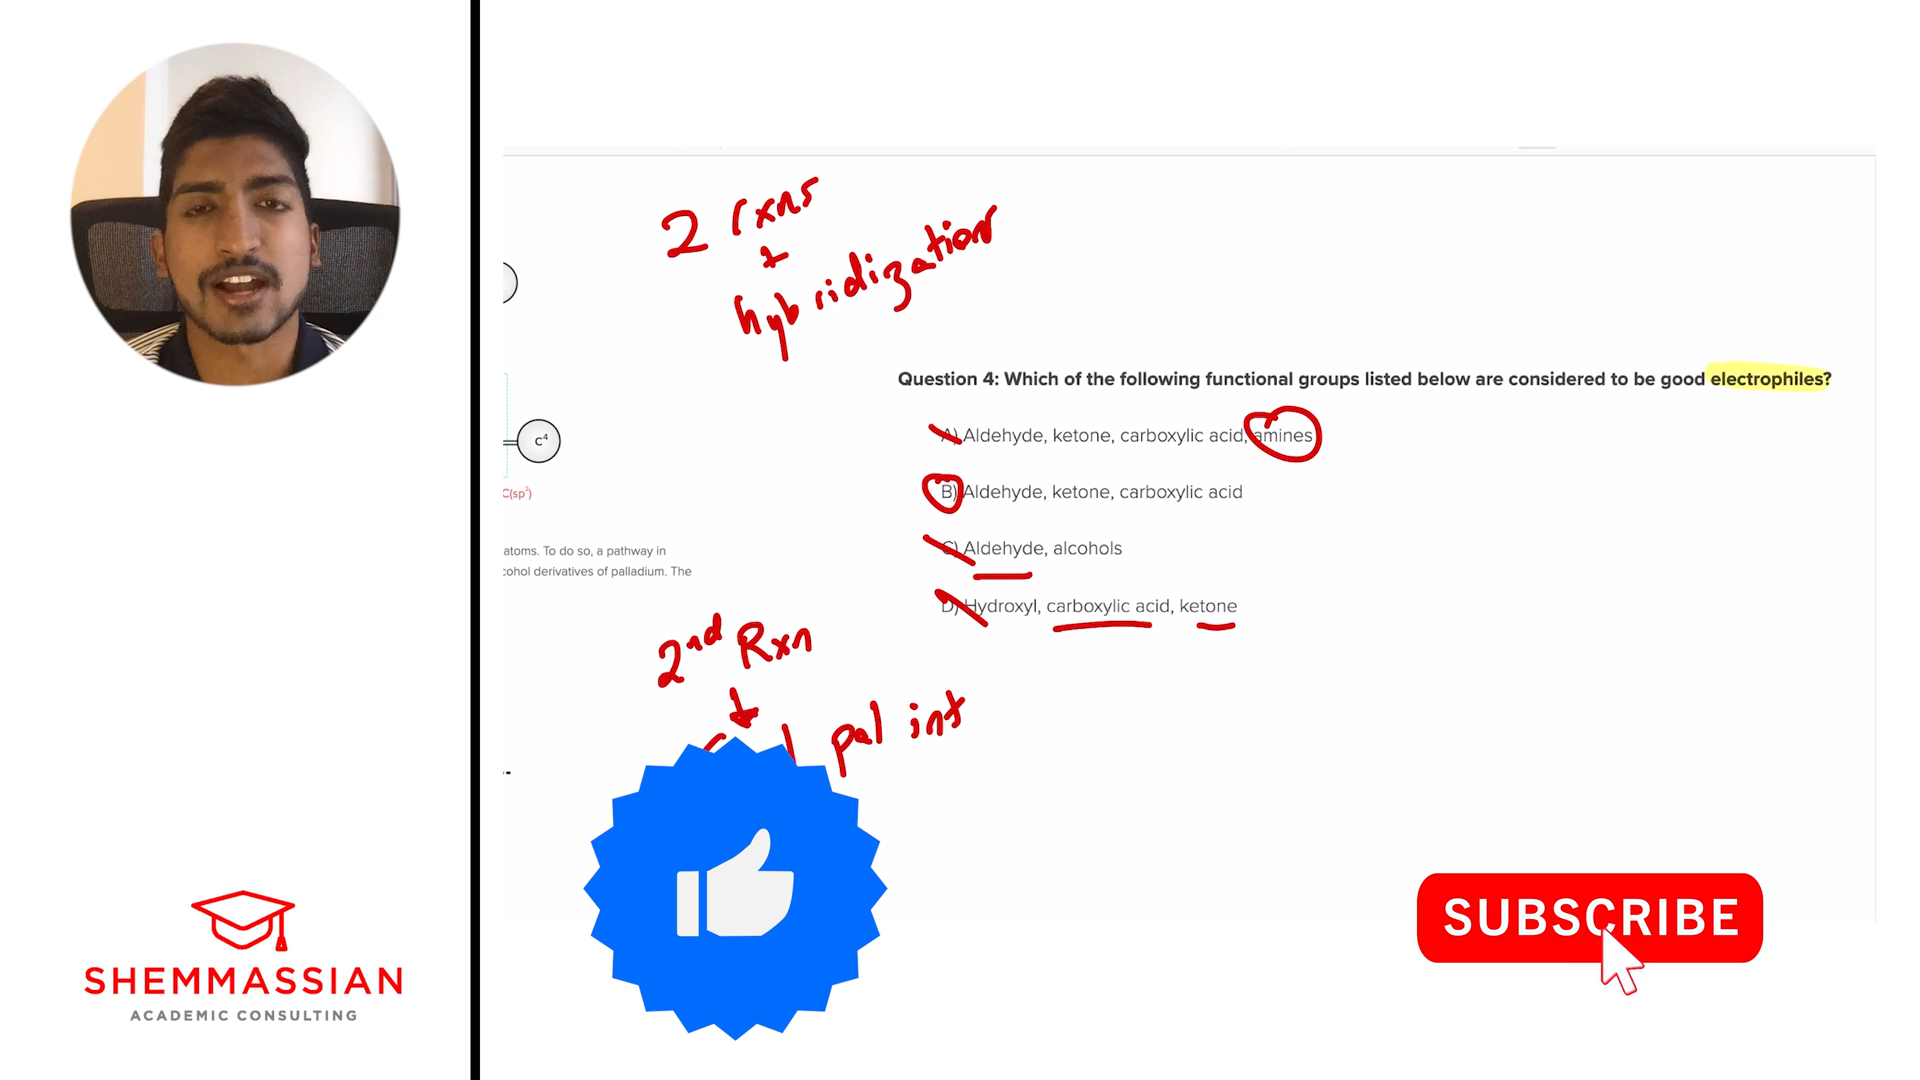 2 rxns
+
hybridization
Question 4: Which of the following functional groups listed below are considered to be good electrophiles?
A) Aldehyde, ketone, carboxylic acid, amines
B) Aldehyde, ketone, carboxylic acid
C) Aldehyde, alcohols
D) Hydroxyl, carboxylic acid, ketone
C⁴
C(sp²)
atoms. To do so, a pathway in
cohol derivatives of palladium. The
2nd Rxn
pal int
SUBSCRIBE
SHEMMASSIAN
ACADEMIC CONSULTING